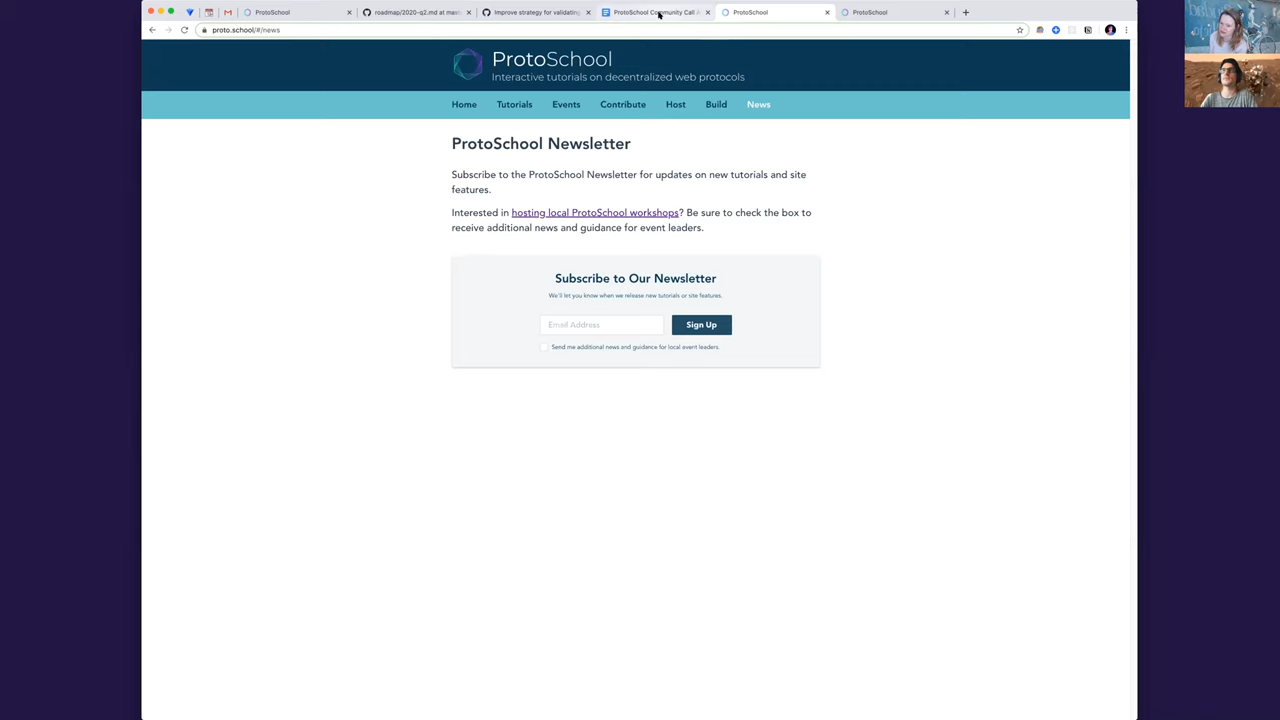 ProtoSchool
roadmap/2020-q2.md at mast
Improve strategy for validating
ProtoSchool Community Call A
ProtoSchool
ProtoSchool
proto.school/#/news
ProtoSchool
Interactive tutorials on decentralized web protocols
Home Tutorials Events Contribute Host Build News
ProtoSchool Newsletter
Subscribe to the ProtoSchool Newsletter for updates on new tutorials and site
features.
Interested in hosting local ProtoSchool workshops? Be sure to check the box to
receive additional news and guidance for event leaders.
Subscribe to Our Newsletter
We'll let you know when we release new tutorials or site features.
Email Address
Sign Up
Send me additional news and guidance for local event leaders.